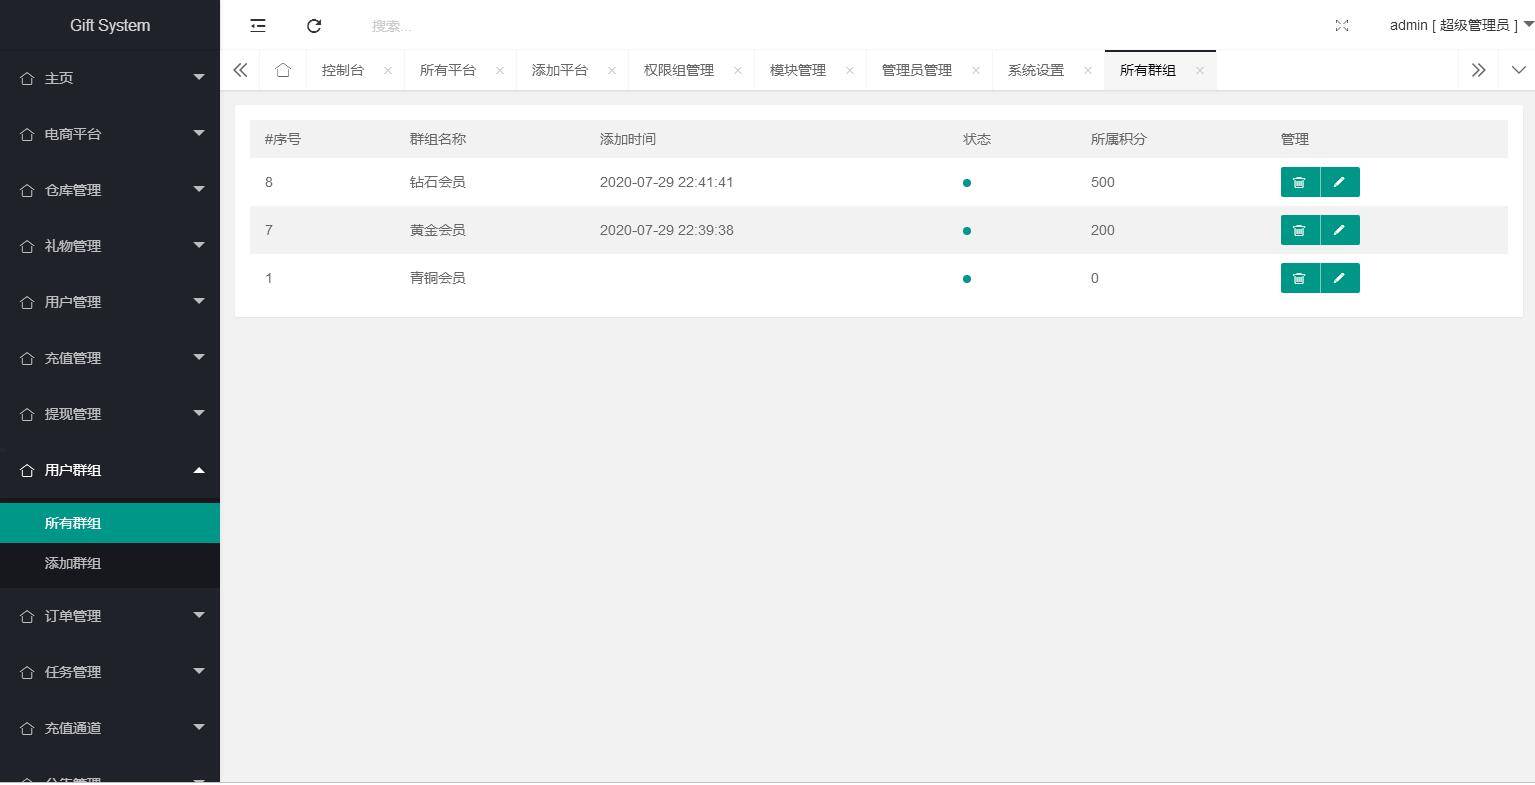 Gift System
搜索...
admin [ 超级管理员 ]
控制台
所有平台
添加平台
权限组管理
模块管理
管理员管理
系统设置
所有群组
主页
电商平台
仓库管理
礼物管理
用户管理
充值管理
提现管理
用户群组
所有群组
添加群组
订单管理
任务管理
充值通道
公告管理
#序号 群组名称 添加时间 状态 所属积分 管理
8 钻石会员 2020-07-29 22:41:41 500
7 黄金会员 2020-07-29 22:39:38 200
1 青铜会员 0